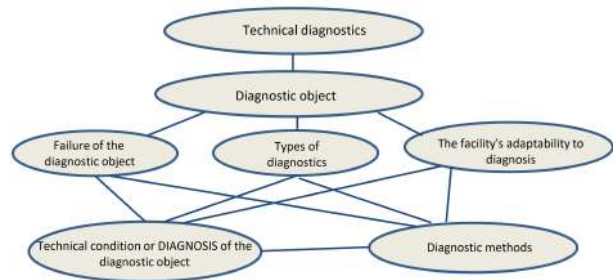 Technical diagnostics
Diagnostic object
Failure of the
diagnostic object
Types of
diagnostics
The facility's adaptability to
diagnosis
Technical condition or DIAGNOSIS of the
diagnostic object
Diagnostic methods